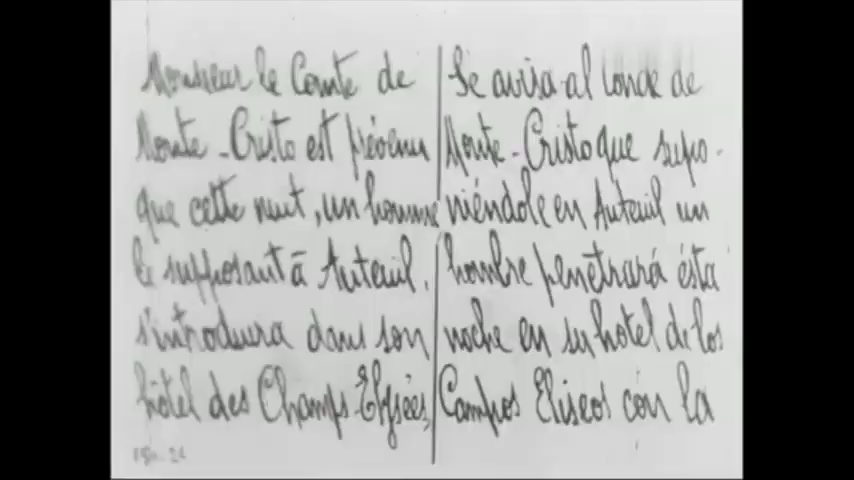 Monsieur le Comte de
Monte-Cristo est prévenu
que cette nuit, un homme
le supposant à Auteuil,
s'introduira dans son
hôtel des Champs-Elysées,
Se avisa al Conde de
Monte-Cristo que supo-
niéndole en Auteuil un
hombre penetrará ésta
noche en su hotel de los
Campos Eliseos con la